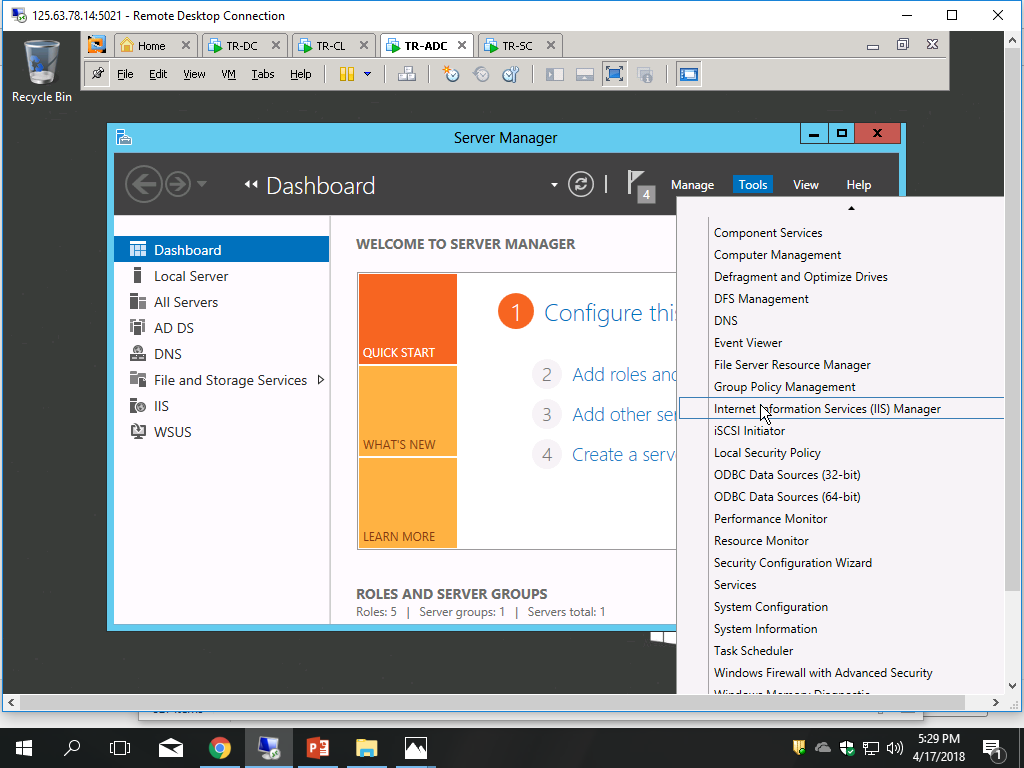 125.63.78.14:5021 - Remote Desktop Connection
Recycle Bin
Home TR-DC TR-CL TR-ADC TR-SC
File Edit View VM Tabs Help
Server Manager
Dashboard
4
Manage Tools View Help
Dashboard
Local Server
All Servers
AD DS
DNS
File and Storage Services
IIS
WSUS
WELCOME TO SERVER MANAGER
QUICK START
WHAT'S NEW
LEARN MORE
1 Configure this
2 Add roles and
3 Add other ser
4 Create a serv
ROLES AND SERVER GROUPS
Roles: 5 | Server groups: 1 | Servers total: 1
Component Services
Computer Management
Defragment and Optimize Drives
DFS Management
DNS
Event Viewer
File Server Resource Manager
Group Policy Management
Internet Information Services (IIS) Manager
iSCSI Initiator
Local Security Policy
ODBC Data Sources (32-bit)
ODBC Data Sources (64-bit)
Performance Monitor
Resource Monitor
Security Configuration Wizard
Services
System Configuration
System Information
Task Scheduler
Windows Firewall with Advanced Security
Windows Memory Diagnostic
5:29 PM
4/17/2018
1